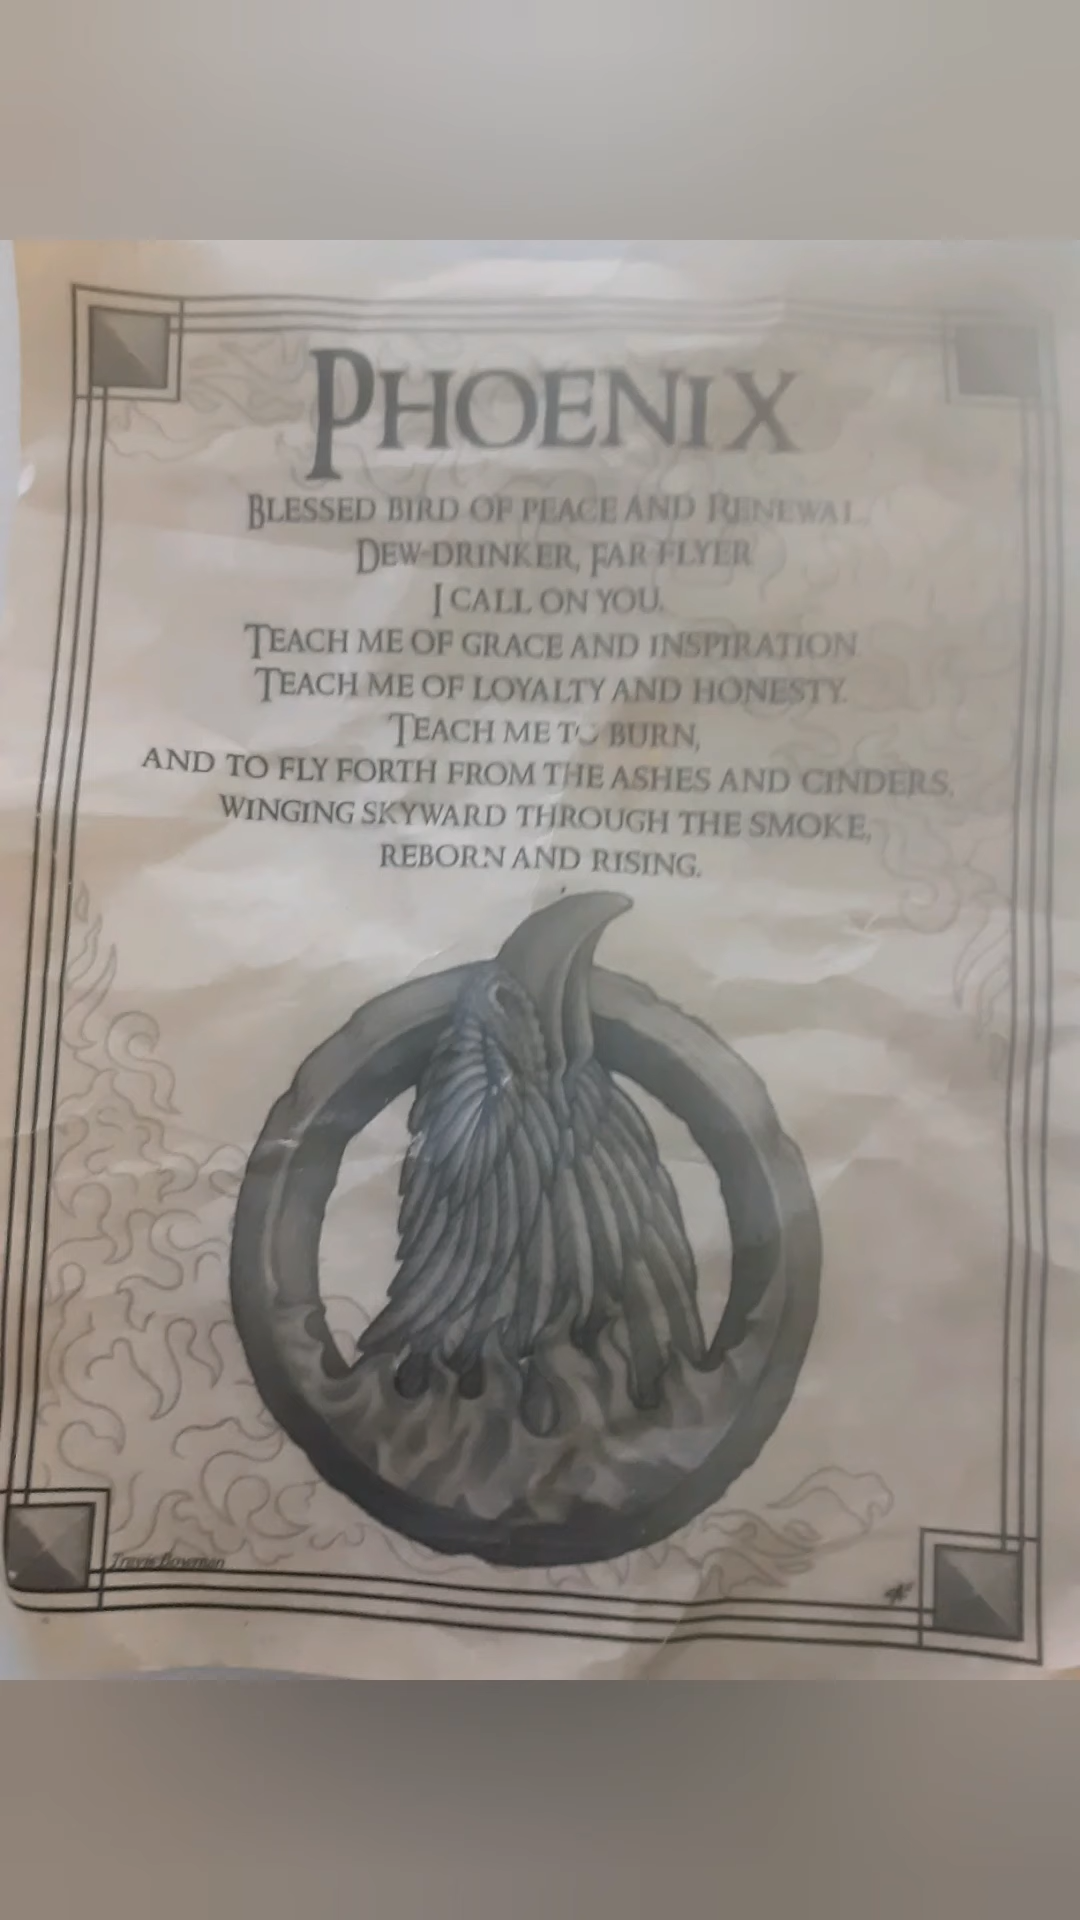 PHOENIX
BLESSED BIRD OF PEACE AND RENEWAL,
DEW-DRINKER, FAR FLYER
I CALL ON YOU.
TEACH ME OF GRACE AND INSPIRATION
TEACH ME OF LOYALTY AND HONESTY.
TEACH ME TO BURN,
AND TO FLY FORTH FROM THE ASHES AND CINDERS,
WINGING SKYWARD THROUGH THE SMOKE,
REBORN AND RISING.
Travis Bowman